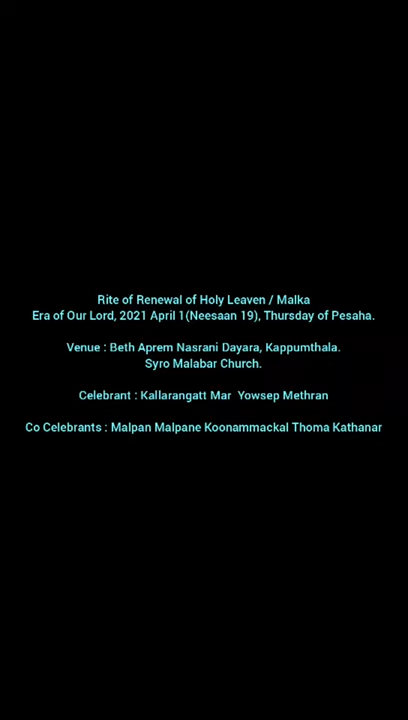 Rite of Renewal of Holy Leaven / Malka
Era of Our Lord, 2021 April 1(Neesaan 19), Thursday of Pesaha.
Venue : Beth Aprem Nasrani Dayara, Kappumthala.
Syro Malabar Church.
Celebrant : Kallarangatt Mar Yowsep Methran
Co Celebrants : Malpan Malpane Koonammackal Thoma Kathanar